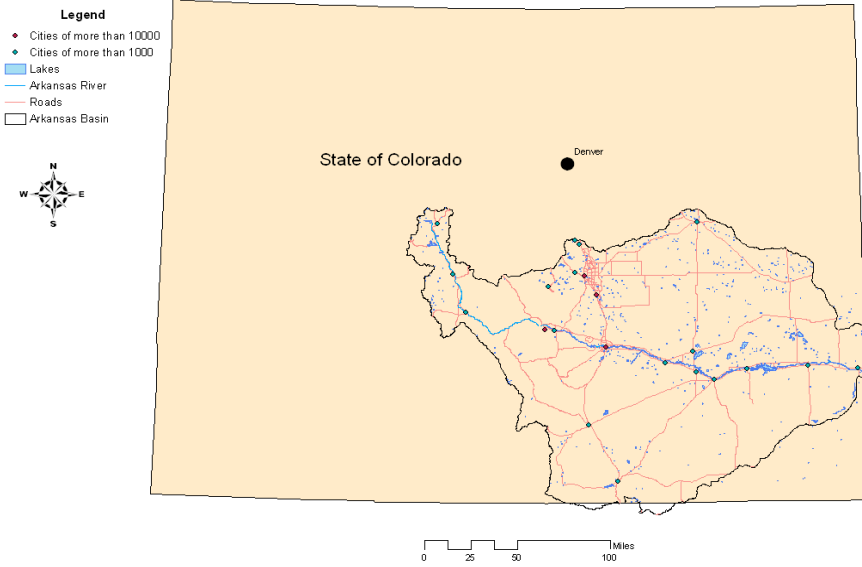 Legend
Cities of more than 10000
Cities of more than 1000
Lakes
Arkansas River
Roads
Arkansas Basin
N
W E
S
State of Colorado
Denver
Miles
0 25 50 100